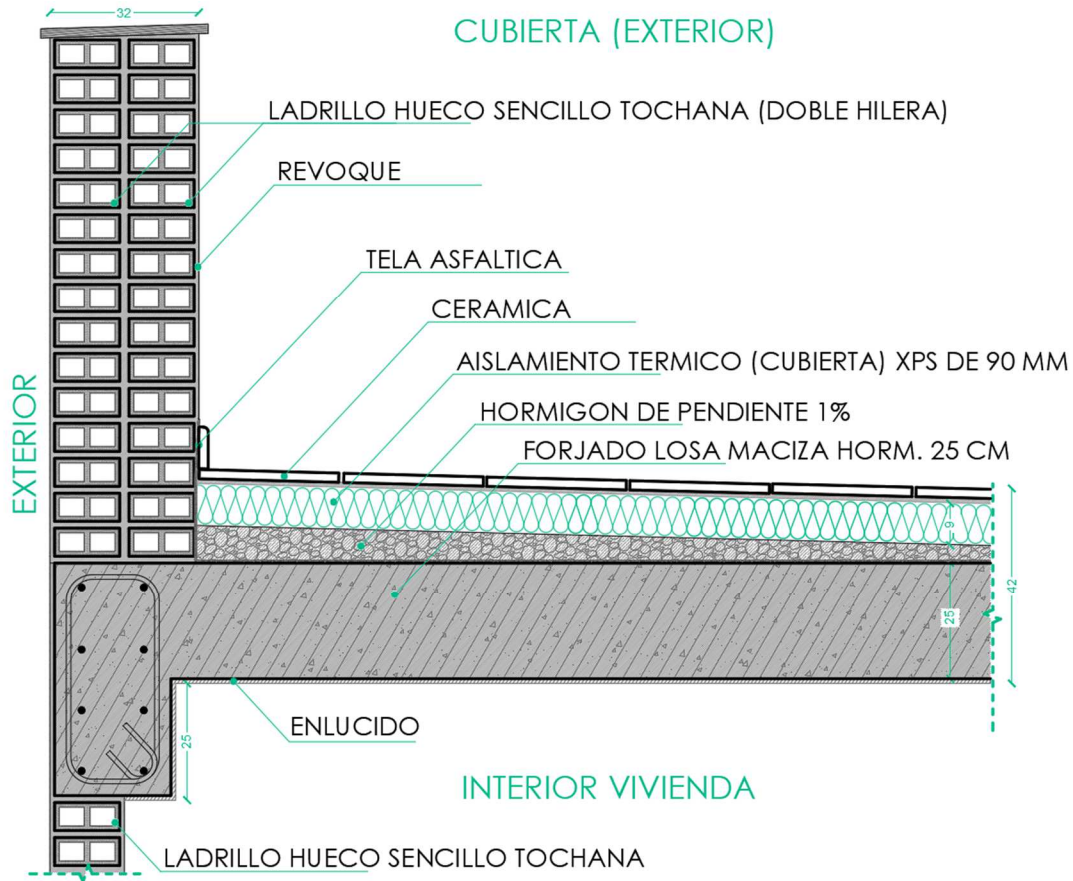 32
CUBIERTA (EXTERIOR)
LADRILLO HUECO SENCILLO TOCHANA (DOBLE HILERA)
REVOQUE
TELA ASFALTICA
CERAMICA
AISLAMIENTO TERMICO (CUBIERTA) XPS DE 90 MM
HORMIGON DE PENDIENTE 1%
FORJADO LOSA MACIZA HORM. 25 CM
EXTERIOR
9
42
25
ENLUCIDO
25
INTERIOR VIVIENDA
LADRILLO HUECO SENCILLO TOCHANA